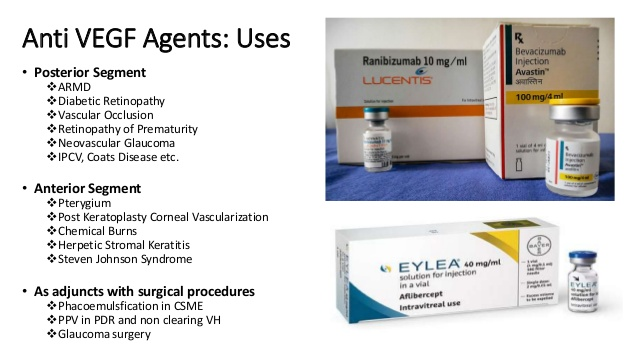 Anti VEGF Agents: Uses
• Posterior Segment
❖ARMD
❖Diabetic Retinopathy
❖Vascular Occlusion
❖Retinopathy of Prematurity
❖Neovascular Glaucoma
❖IPCV, Coats Disease etc.
• Anterior Segment
❖Pterygium
❖Post Keratoplasty Corneal Vascularization
❖Chemical Burns
❖Herpetic Stromal Keratitis
❖Steven Johnson Syndrome
• As adjuncts with surgical procedures
❖Phacoemulsfication in CSME
❖PPV in PDR and non clearing VH
❖Glaucoma surgery
Ranibizumab 10 mg/ml
LUCENTIS
Rx
Bevacizumab
Injection
Avastin™
अवास्तिन
100 mg/4 ml
Bevacizumab
EYLEA® 40 mg/ml
solution for injection
in a vial
Aflibercept
Intravitreal use
BAYER
EYLEA